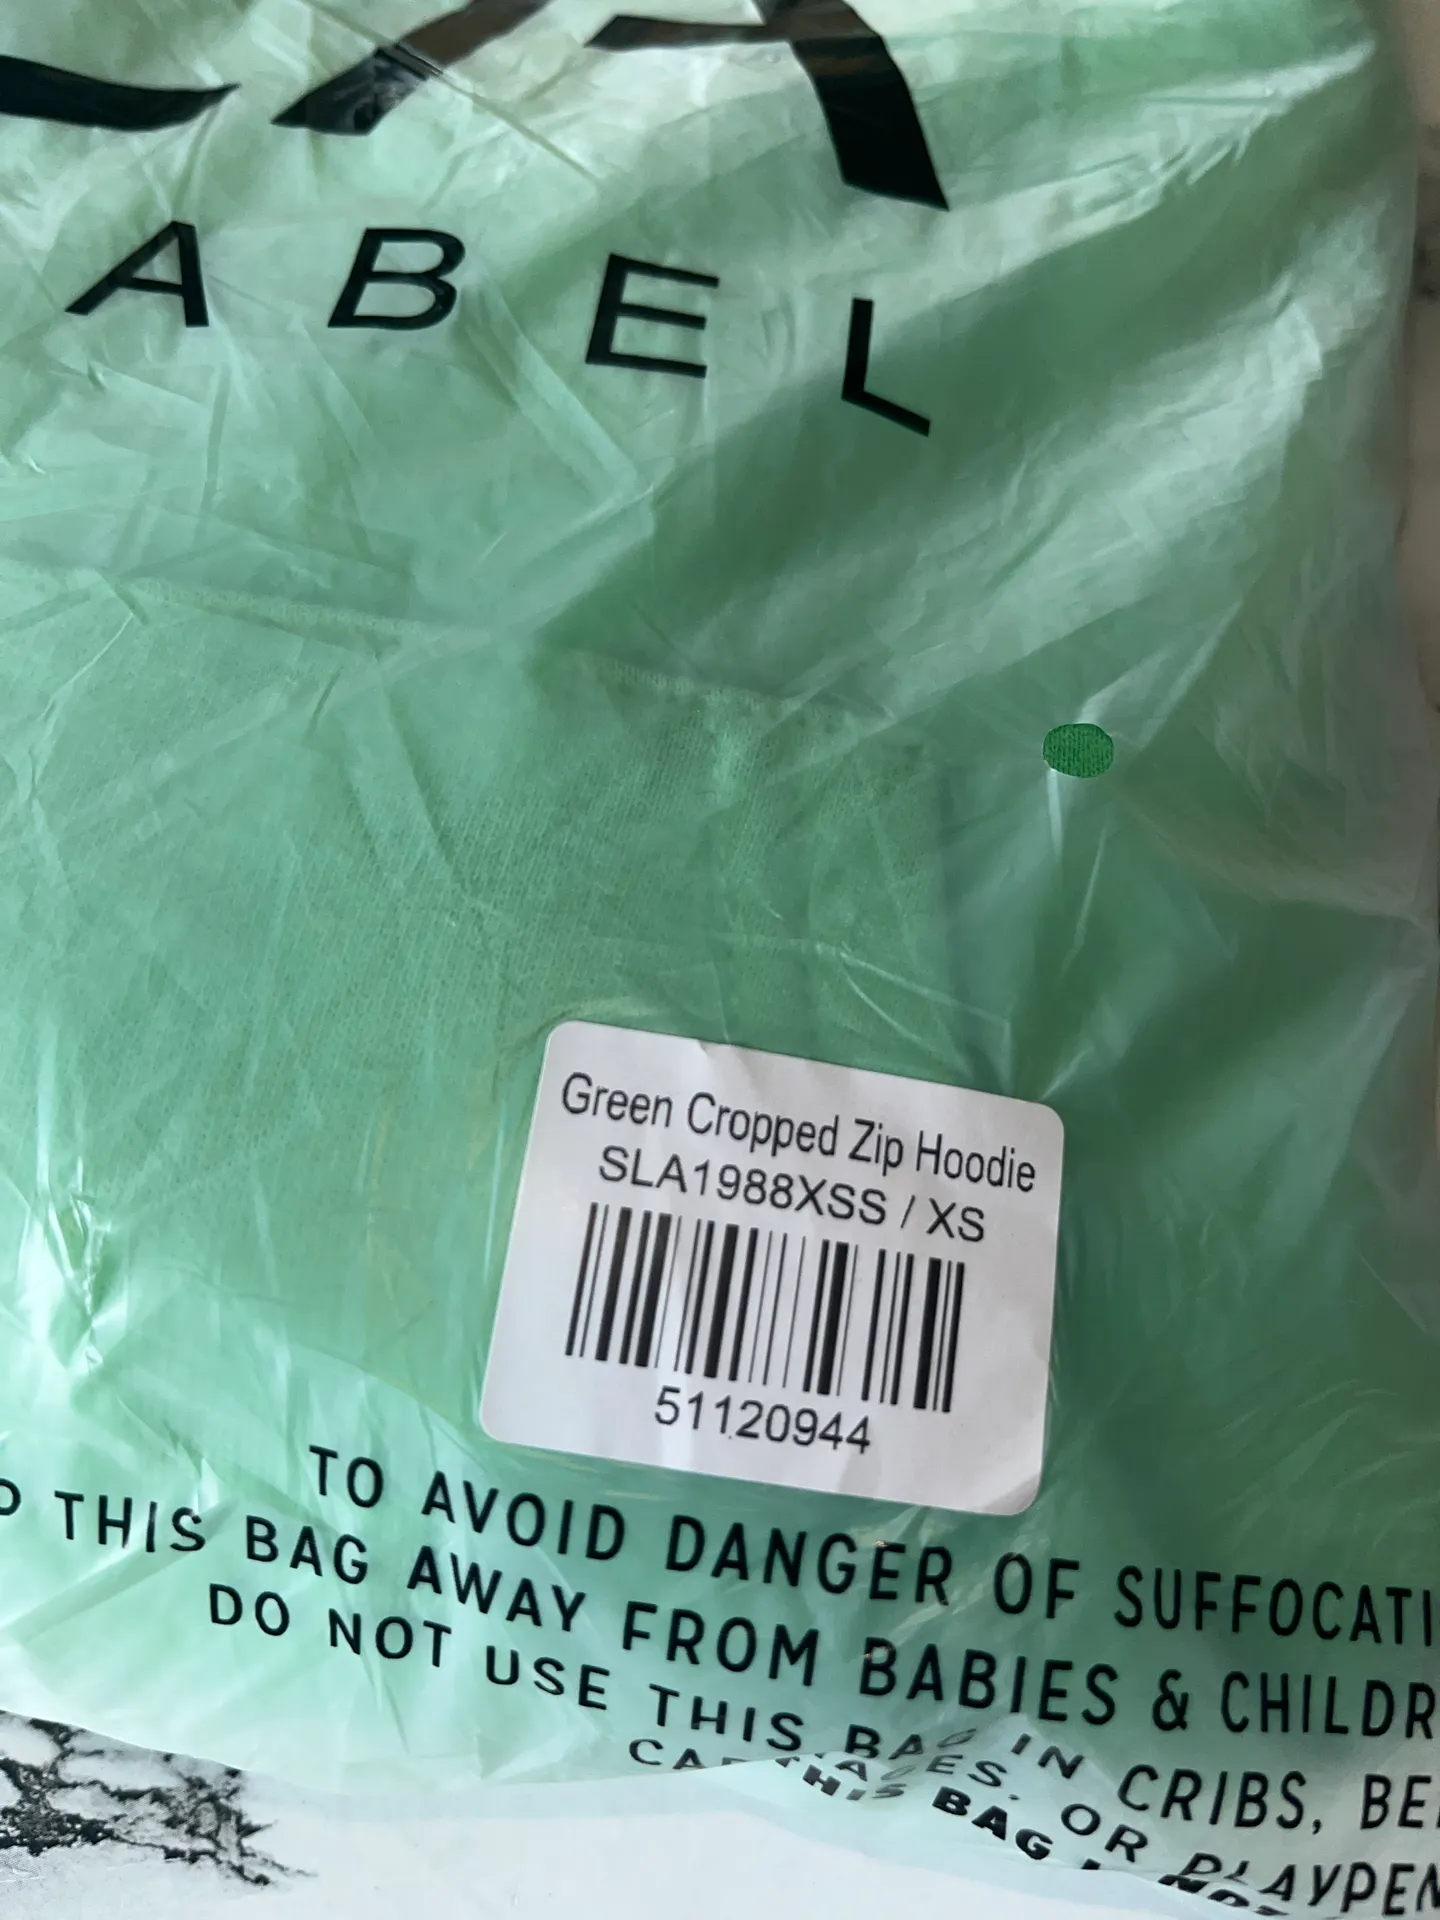 ABEL
Green Cropped Zip Hoodie
SLA1988XSS / XS
51120944
TO AVOID DANGER OF SUFFOCATI
THIS BAG AWAY FROM BABIES & CHILDR
DO NOT USE THIS BAG IN CRIBS, BE
OR PLAYPEN
THIS BAG